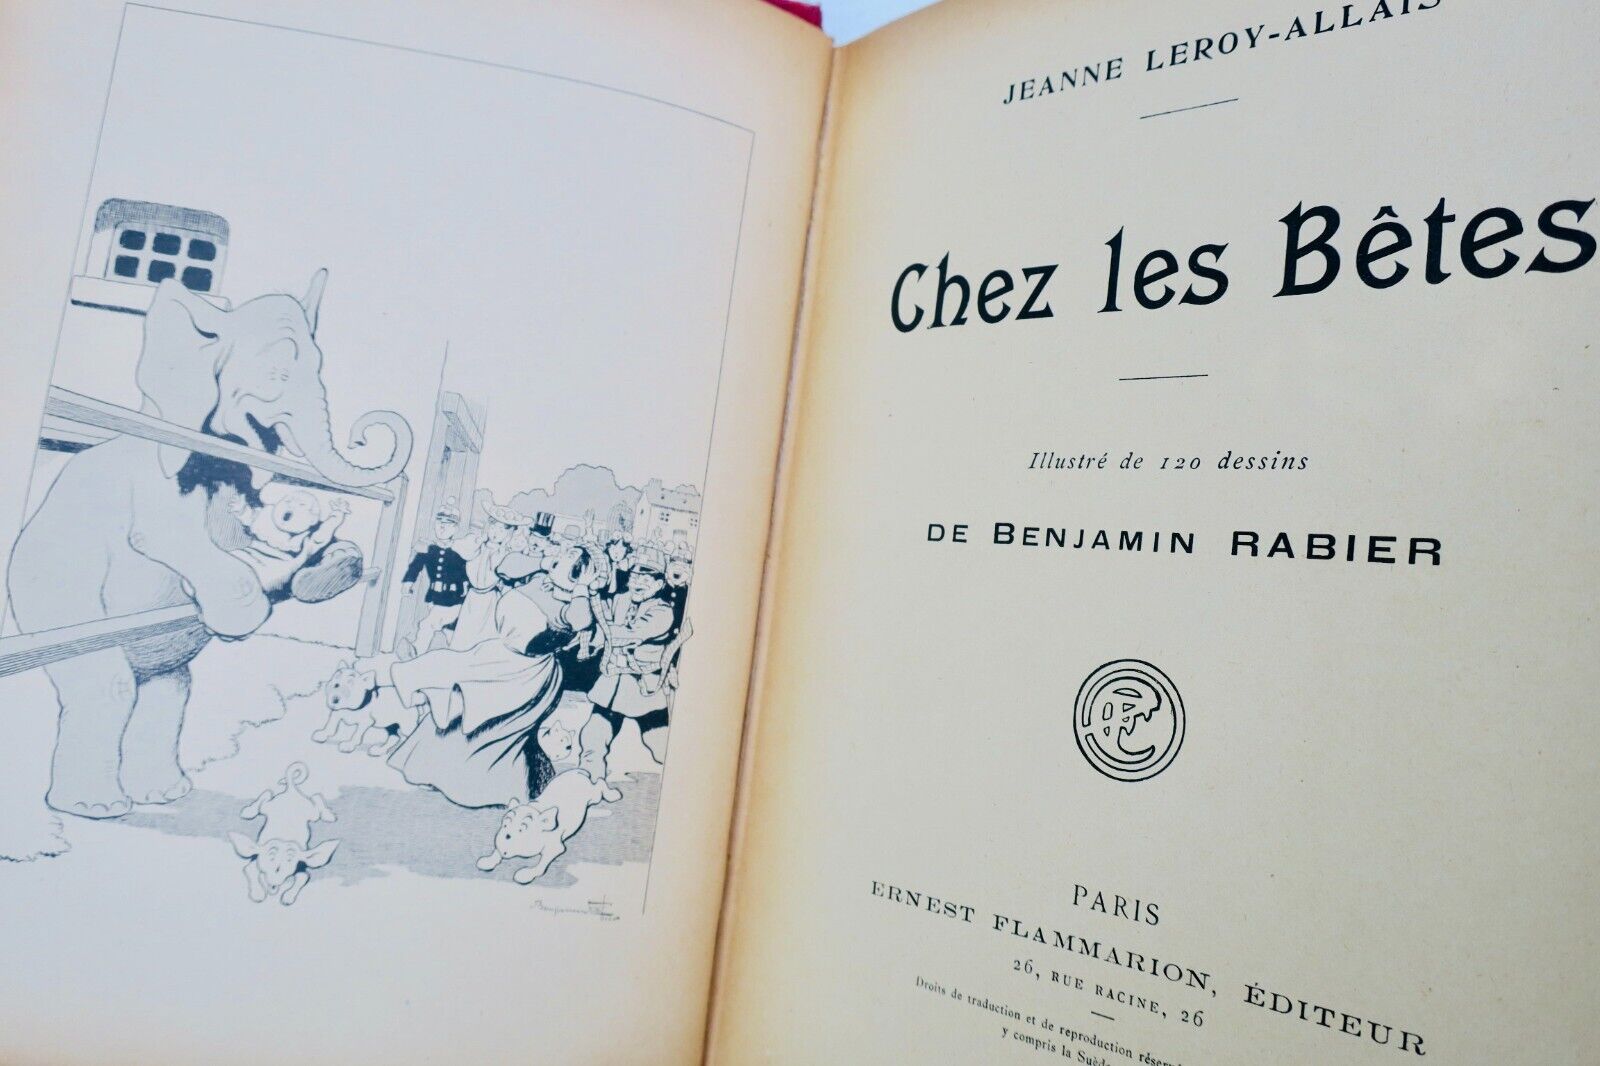 JEANNE LEROY-ALLAIS
Chez les Bêtes
Illustré de 120 dessins
DE BENJAMIN RABIER
PARIS
ERNEST FLAMMARION, ÉDITEUR
26, RUE RACINE, 26
Droits de traduction et de reproduction
y compris la
Benjamin